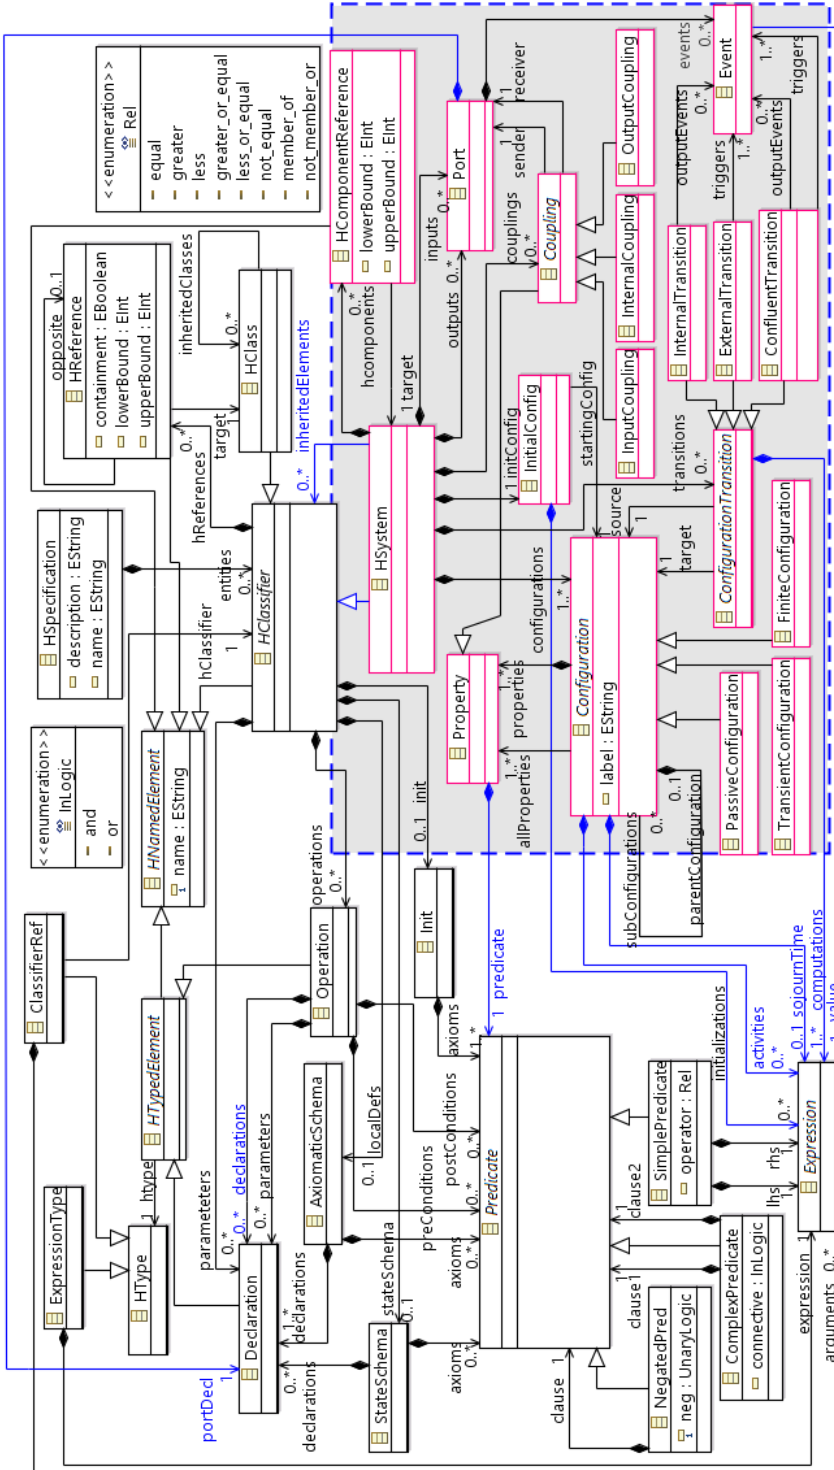 portDecl
1
ExpressionType
ClassifierRef
<<enumeration>>
InLogic
and
or
HSpecification
description : EString
name : EString
<<enumeration>>
Rel
equal
greater
less
greater_or_equal
less_or_equal
not_equal
member_of
not_member_or
HType
1
htype
HTypedElement
HNamedElement
name : EString
hClassifier
1
entities
0..*
hReferences
0..*
opposite
0..1
HReference
containment : EBoolean
lowerBound : EInt
upperBound : EInt
target
1
inheritedClasses
0..*
HClass
HClassifier
parameteters
0..*
0..*
declarations
0..*
parameters
Declaration
declarations
0..*
1..*
declarations
AxiomaticSchema
0..1
localDefs
Operation
operations
0..*
0..*
inheritedElements
HComponentReference
lowerBound : EInt
upperBound : EInt
hcomponents
0..*
1
target
HSystem
inputs
0..*
outputs
0..*
Port
stateSchema
0..1
StateSchema
axioms
0..*
axioms
0..*
preConditions
0..*
postConditions
0..*
axioms
1..*
Init
0..1
init
Predicate
1
predicate
Property
allProperties
1..*
properties
1..*
configurations
1..*
initConfig
1
InitialConfig
startingConfig
couplings
0..*
Coupling
sender
1
receiver
1
InputCoupling
InternalCoupling
OutputCoupling
clause
1
NegatedPred
neg : UnaryLogic
clause1
1
clause2
1
ComplexPredicate
connective : InLogic
SimplePredicate
operator : Rel
lhs
1
rhs
1
Configuration
label : EString
subConfigurations
0..*
parentConfiguration
0..1
source
1
target
1
transitions
0..*
ConfigurationTransition
PassiveConfiguration
TransientConfiguration
FiniteConfiguration
InternalTransition
ExternalTransition
ConfluentTransition
outputEvents
0..*
triggers
1..*
outputEvents
0..*
triggers
1..*
events
0..*
Event
initializations
0..*
activities
0..*
sojournTime
0..1
computations
1..*
value
1
expression
1
Expression
arguments
0..*